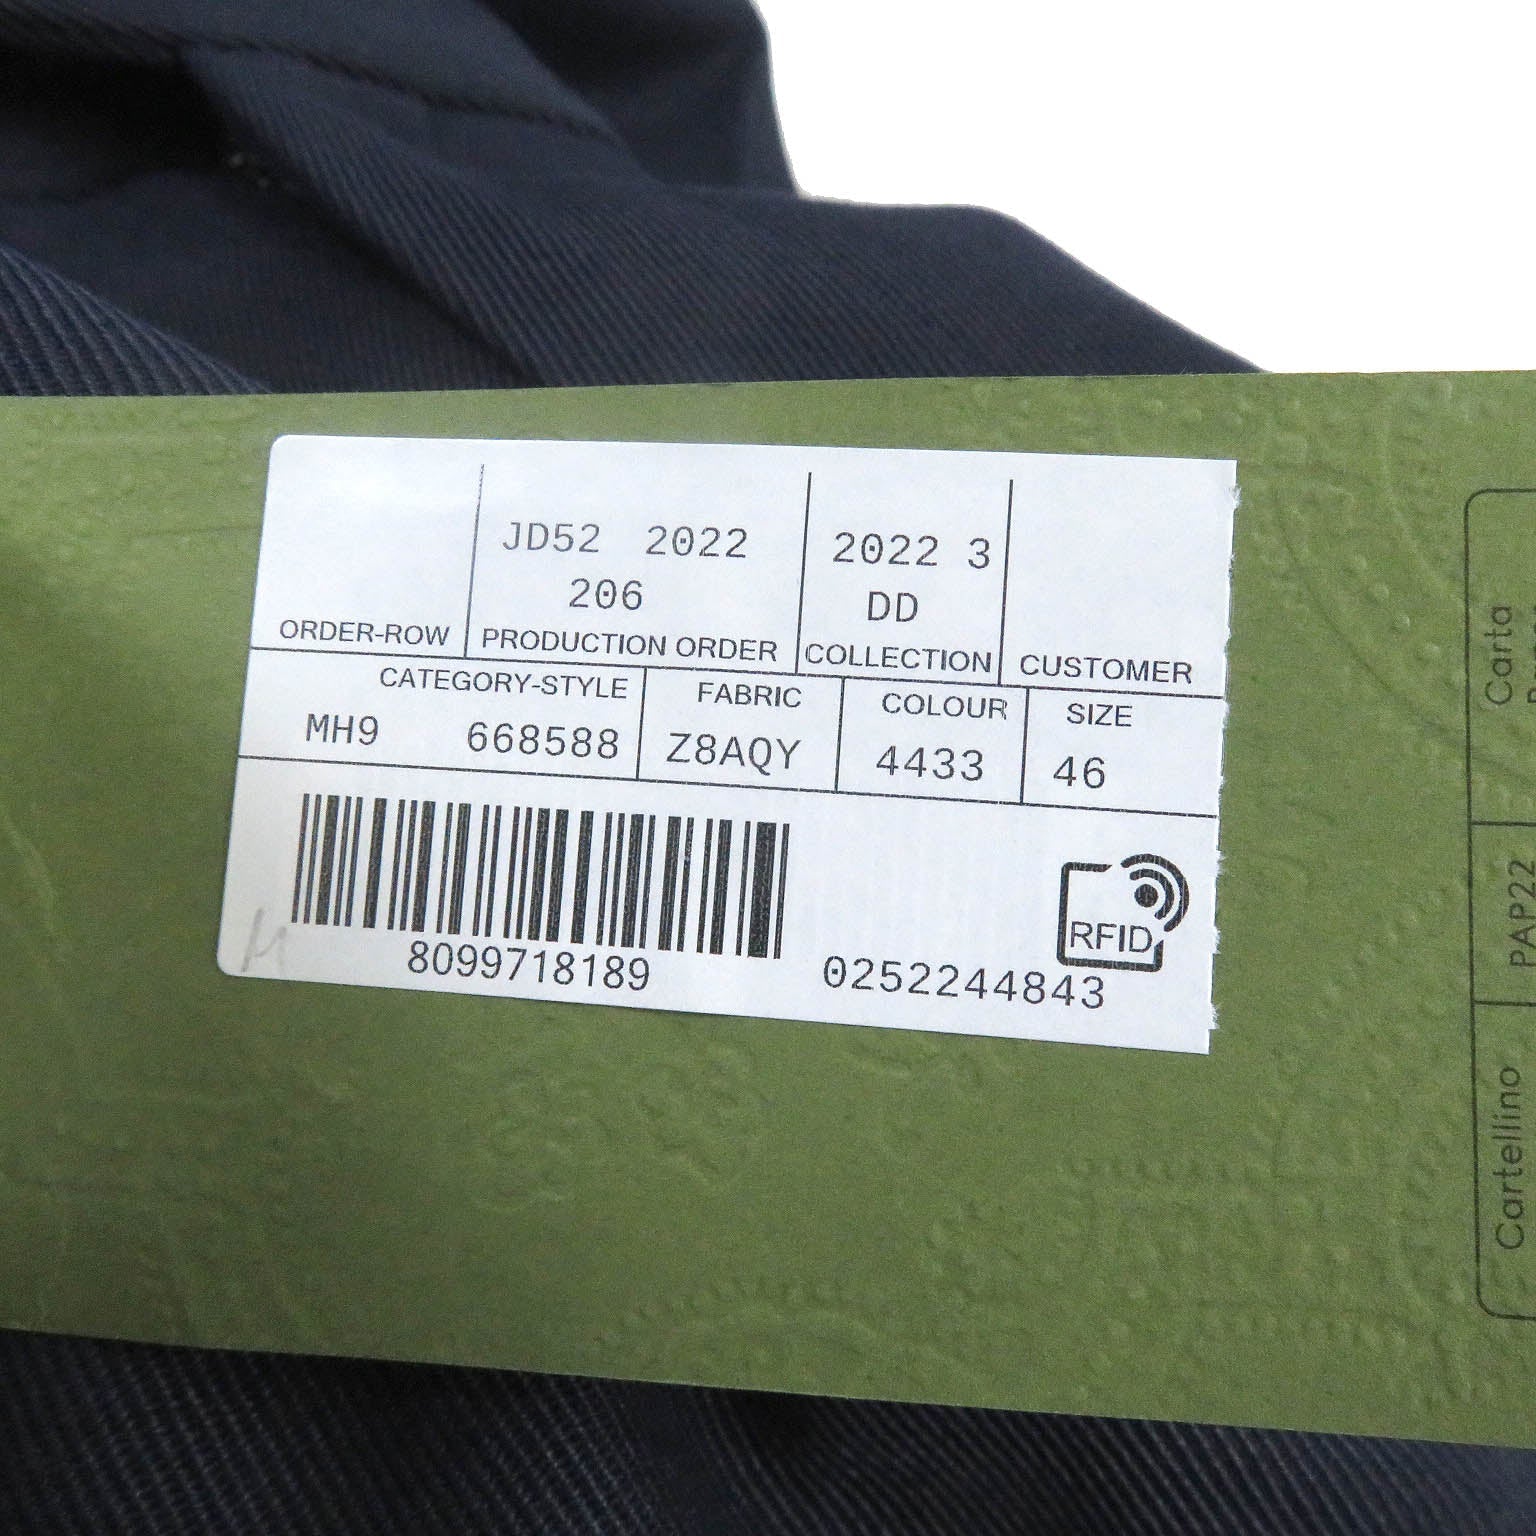 JD52 2022
206
2022 3
DD
ORDER-ROW
PRODUCTION ORDER
COLLECTION
CUSTOMER
CATEGORY-STYLE
FABRIC
COLOUR
SIZE
MH9 668588
Z8AQY
4433
46
8099718189
0252244843
RFID
Carta
PAP22
Cartellino